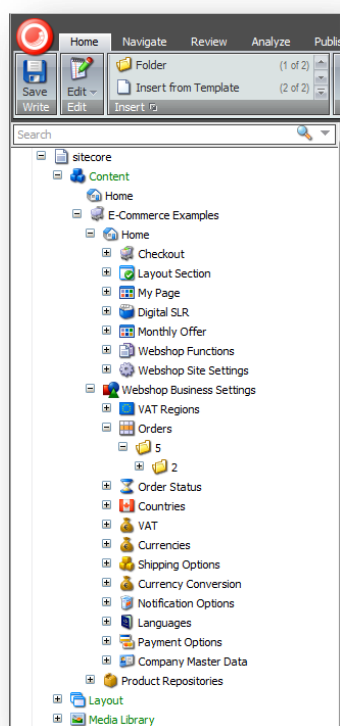 Home Navigate Review Analyze Publis
Folder (1 of 2)
Save Edit Insert from Template (2 of 2)
Write Edit Insert
Search
sitecore
Content
Home
E-Commerce Examples
Home
Checkout
Layout Section
My Page
Digital SLR
Monthly Offer
Webshop Functions
Webshop Site Settings
Webshop Business Settings
VAT Regions
Orders
5
2
Order Status
Countries
VAT
Currencies
Shipping Options
Currency Conversion
Notification Options
Languages
Payment Options
Company Master Data
Product Repositories
Layout
Media Library